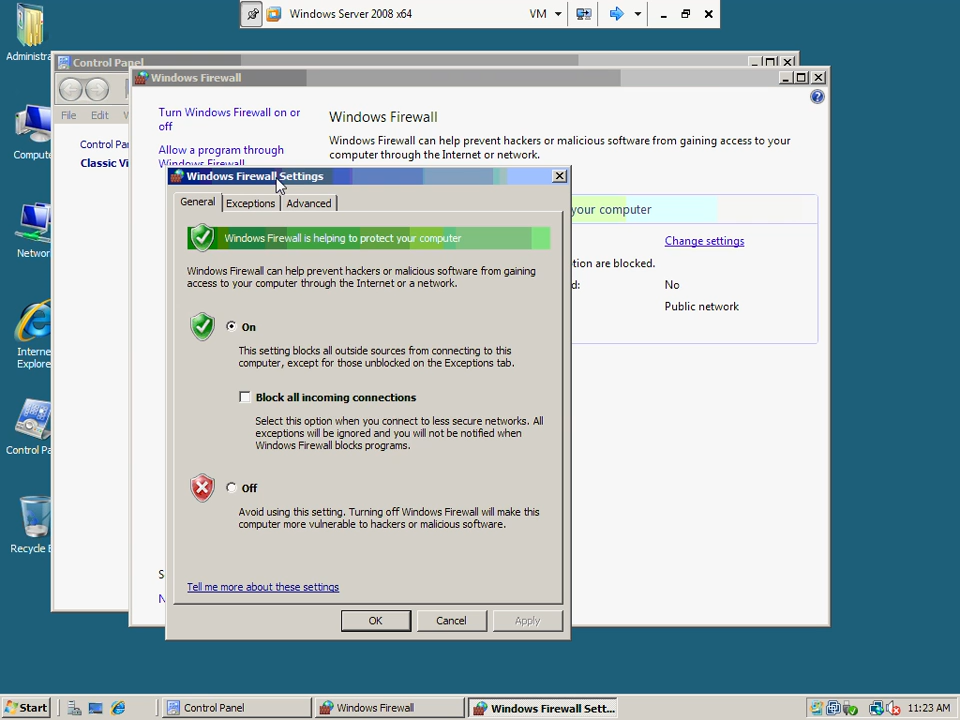 Windows Server 2008 x64
VM
Administra
Compute
Networ
Interne
Explore
Control Pa
Recycle B
Control Panel
File Edit V
Control Pan
Classic Vi
Windows Firewall
Turn Windows Firewall on or
off
Allow a program through
Windows Firewall
Windows Firewall
Windows Firewall can help prevent hackers or malicious software from gaining access to your
computer through the Internet or network.
your computer
Change settings
tion are blocked.
d: No
Public network
S
N
Windows Firewall Settings
General Exceptions Advanced
Windows Firewall is helping to protect your computer
Windows Firewall can help prevent hackers or malicious software from gaining
access to your computer through the Internet or a network.
On
This setting blocks all outside sources from connecting to this
computer, except for those unblocked on the Exceptions tab.
Block all incoming connections
Select this option when you connect to less secure networks. All
exceptions will be ignored and you will not be notified when
Windows Firewall blocks programs.
Off
Avoid using this setting. Turning off Windows Firewall will make this
computer more vulnerable to hackers or malicious software.
Tell me more about these settings
OK Cancel Apply
Start Control Panel Windows Firewall Windows Firewall Sett... 11:23 AM